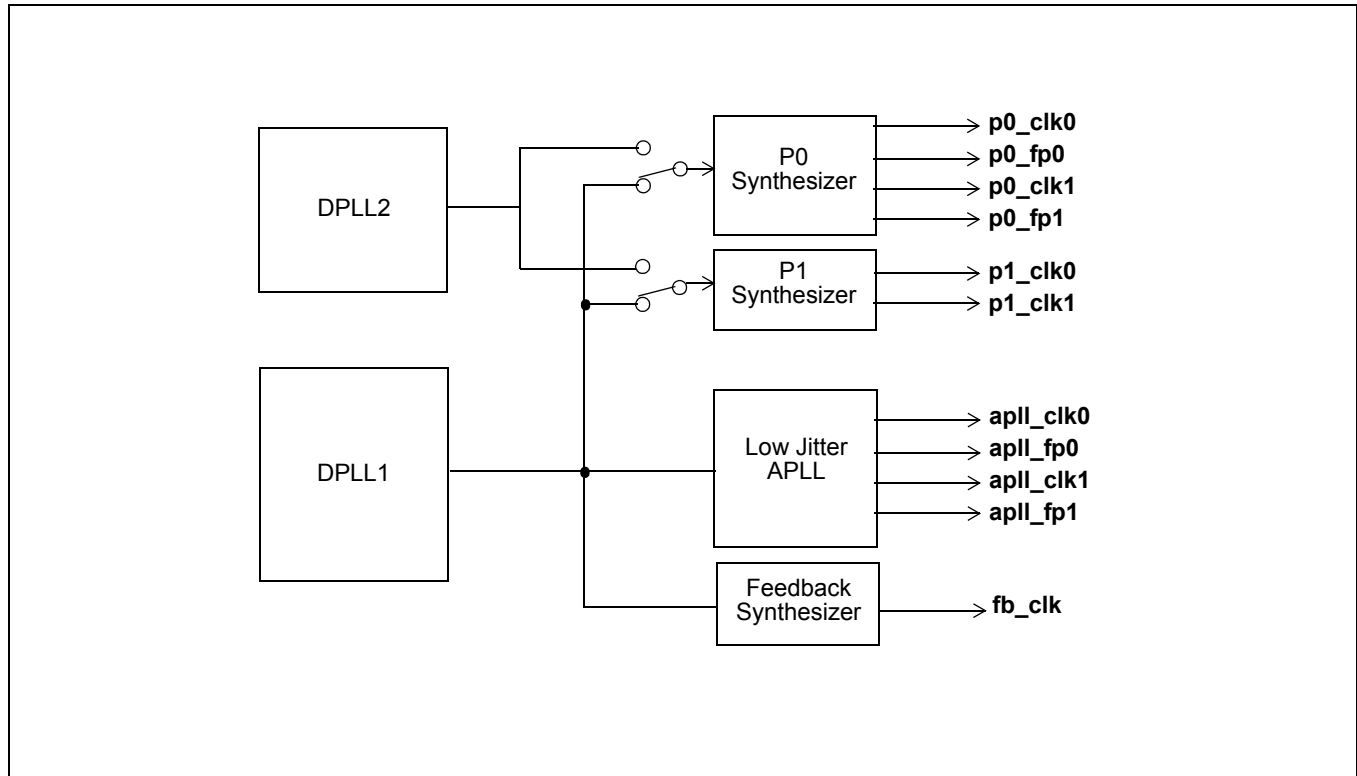 DPLL2
P0
Synthesizer
p0_clk0
p0_fp0
p0_clk1
p0_fp1
P1
Synthesizer
p1_clk0
p1_clk1
DPLL1
Low Jitter
APLL
apll_clk0
apll_fp0
apll_clk1
apll_fp1
Feedback
Synthesizer
fb_clk